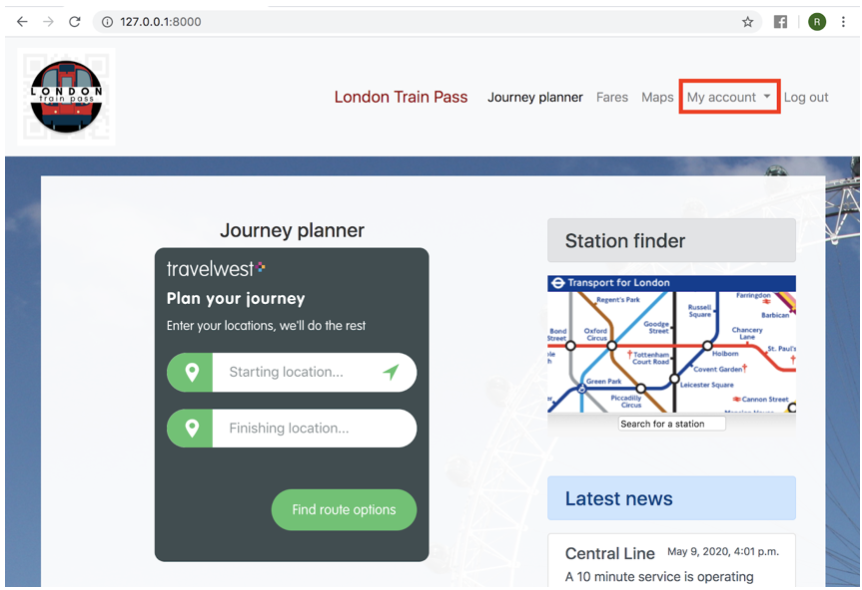 127.0.0.1:8000
R
LONDON
train pass
London Train Pass Journey planner Fares Maps My account Log out
Journey planner
travelwest
Plan your journey
Enter your locations, we'll do the rest
Starting location...
Finishing location...
Find route options
Station finder
Transport for London
Regent's Park
Russell
Square
Farringdon
Barbican
Bond
Street
Oxford
Circus
Goodge
Street
Chancery
Lane
St. Paul's
Tottenham
Court Road
Holborn
Covent Garden
Green Park
Leicester Square
Piccadilly
Circus
Cannon Street
Mansion House
Search for a station
Latest news
Central Line May 9, 2020, 4:01 p.m.
A 10 minute service is operating